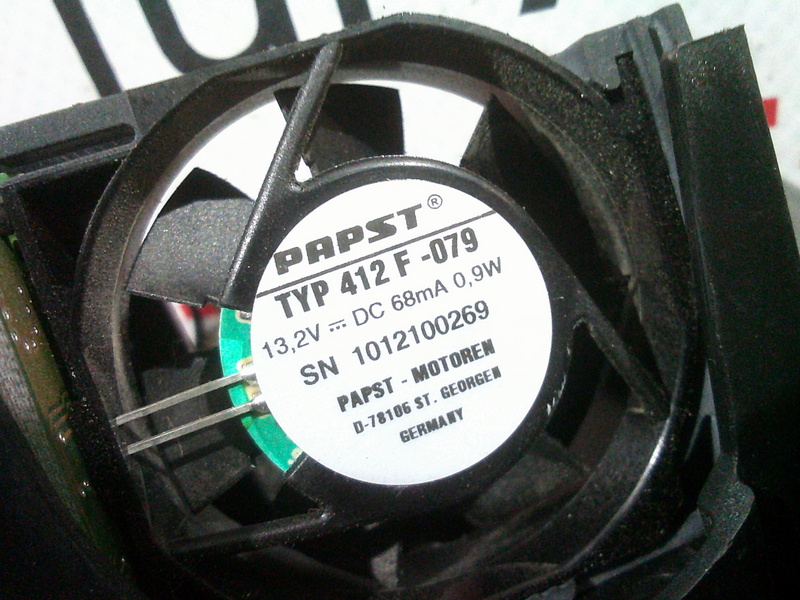 PAPST®
TYP 412 F -079
13,2V ⎓ DC 68mA 0,9W
SN 1012100269
PAPST - MOTOREN
D-78106 ST. GEORGEN
GERMANY